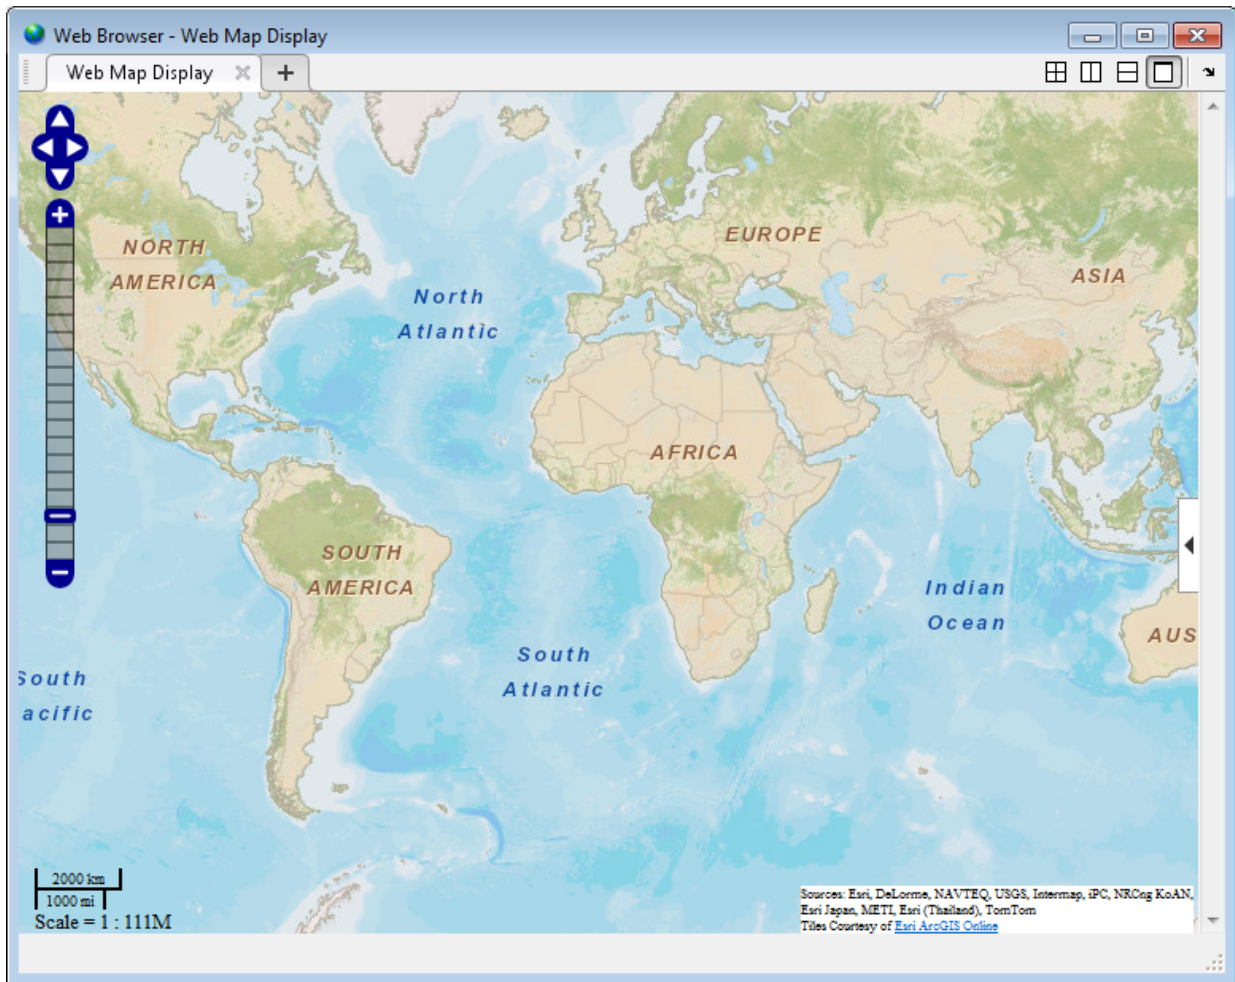 Web Browser - Web Map Display
Web Map Display
NORTH
AMERICA
EUROPE
ASIA
North
Atlantic
AFRICA
SOUTH
AMERICA
Indian
Ocean
AUS
South
Atlantic
South
acific
2000 km
1000 mi
Scale = 1 : 111M
Sources: Esri, DeLorme, NAVTEQ, USGS, Intermap, iPC, NRCng KoAN,
Esri Japan, METI, Esri (Thailand), TomTom
Tiles Courtesy of Esri ArcGIS Online